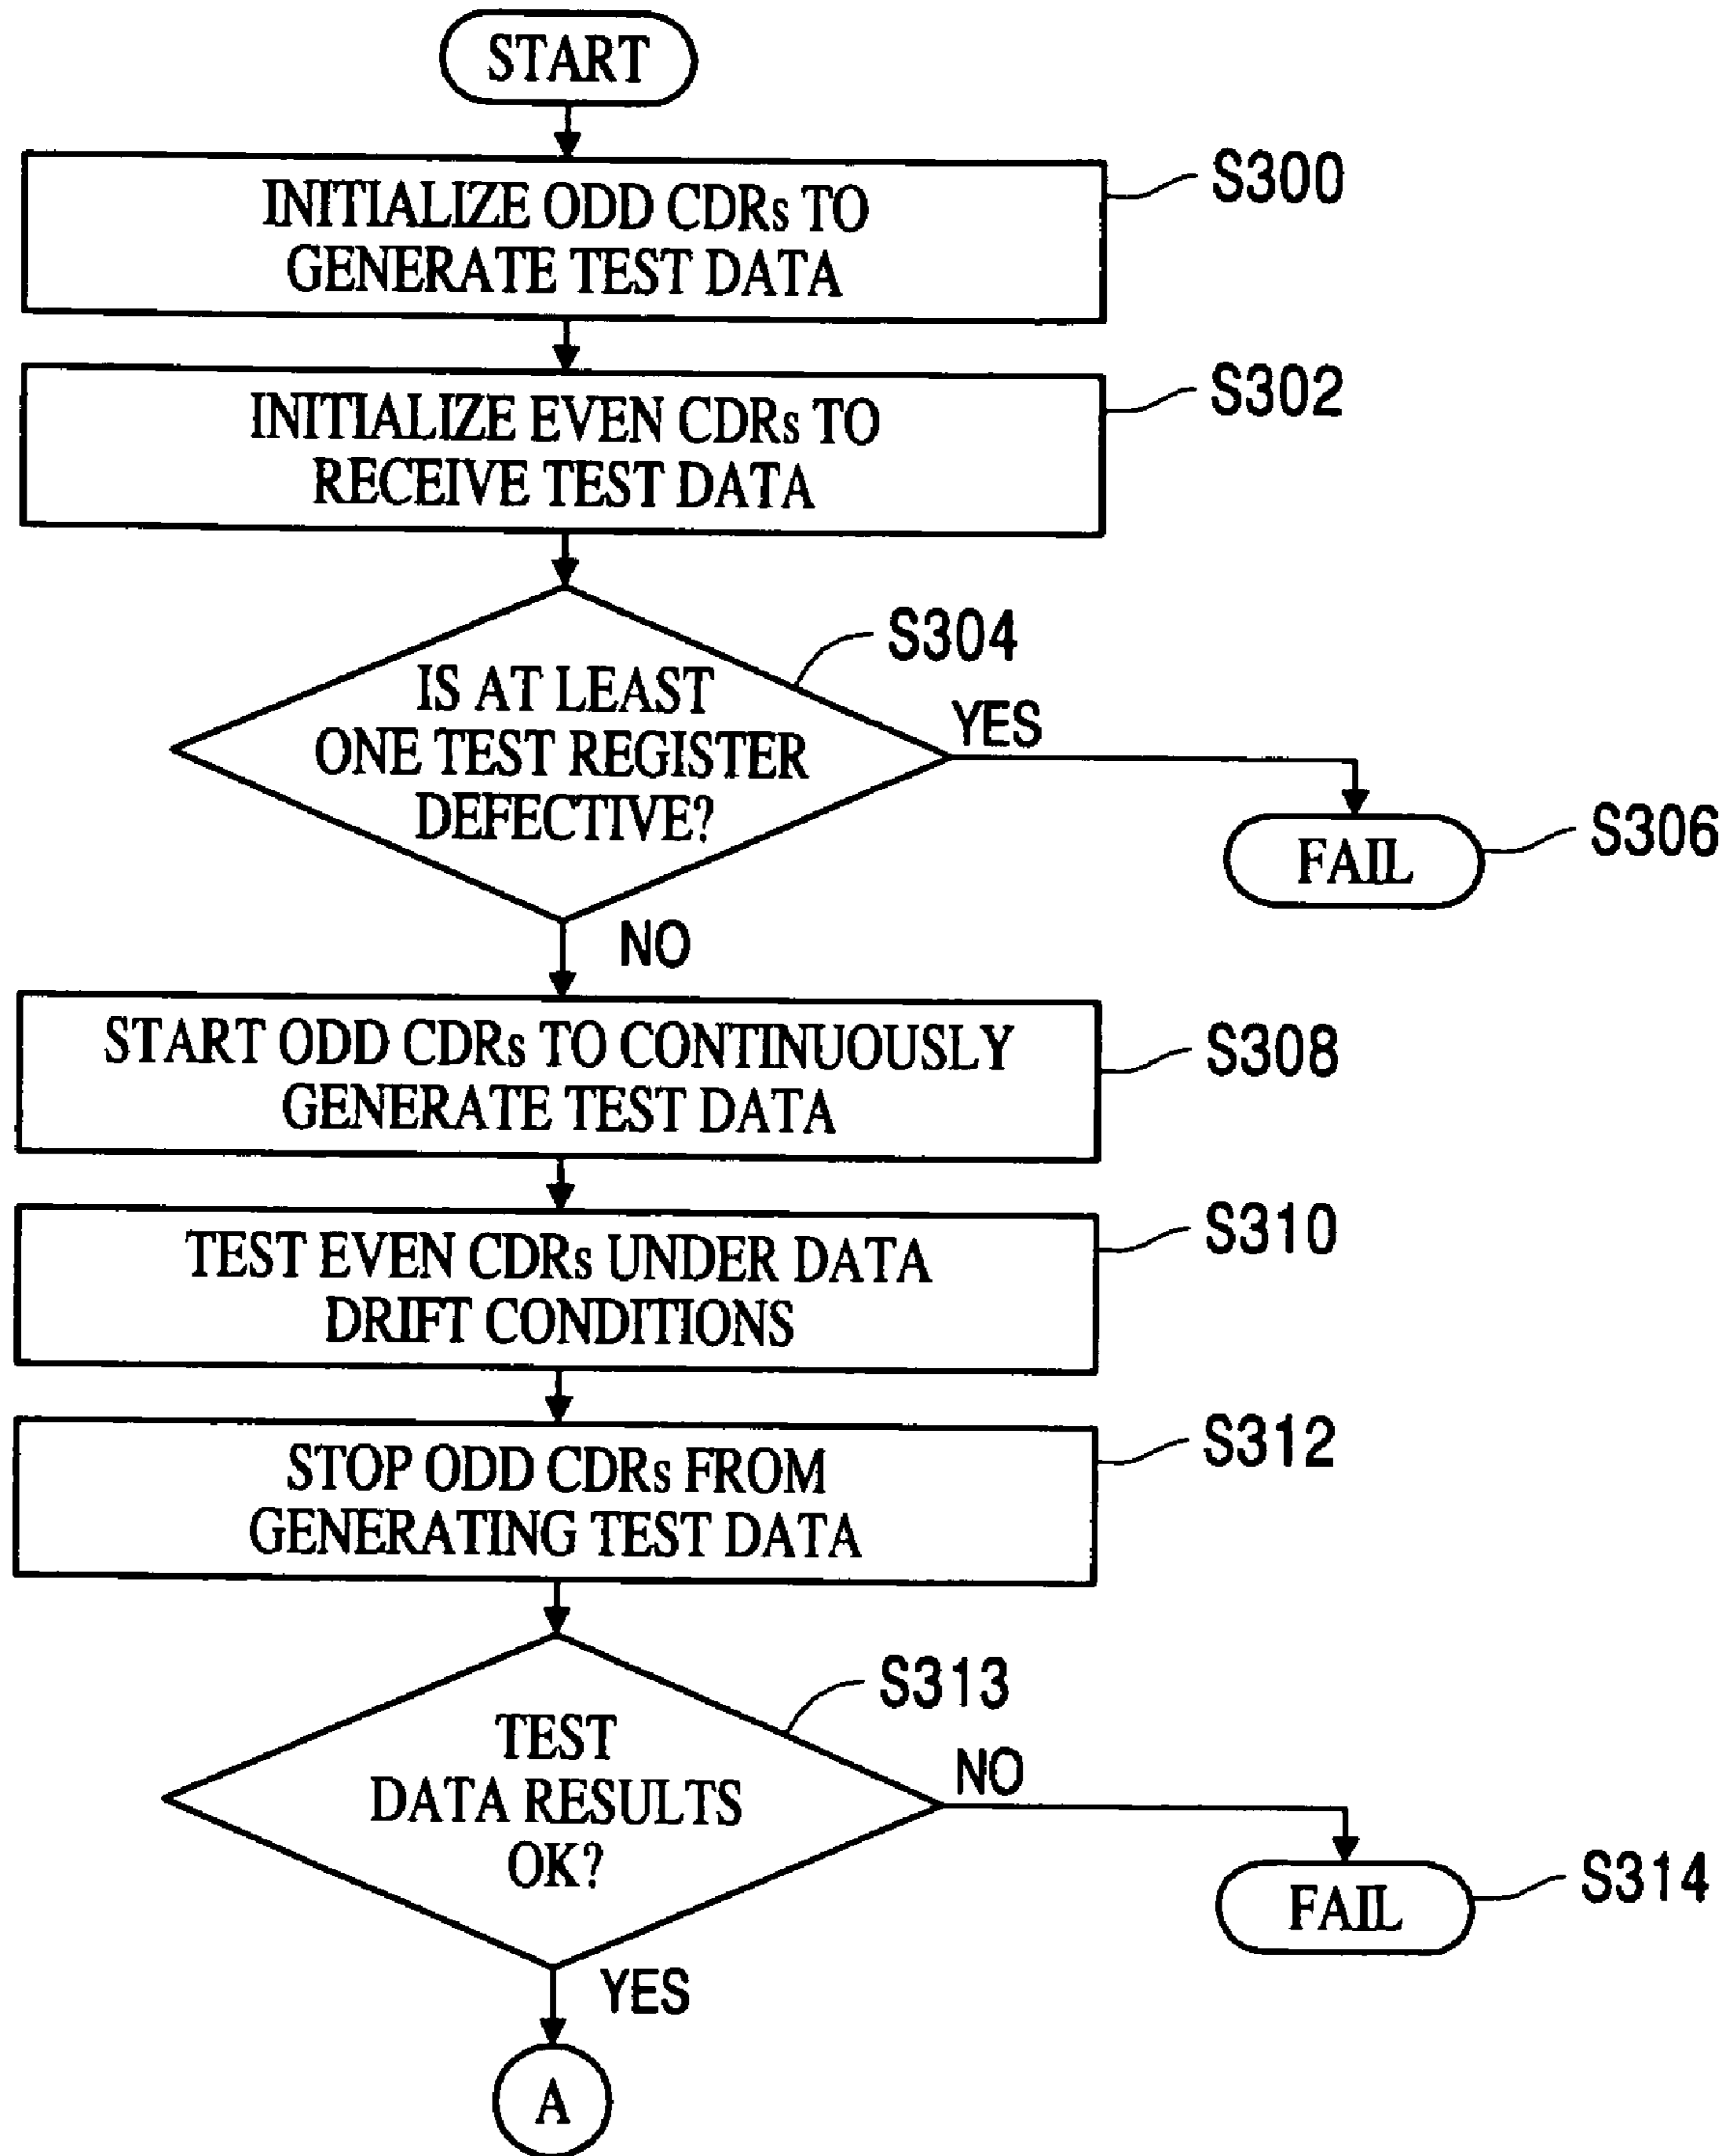 START
INITIALIZE ODD CDRs TO
GENERATE TEST DATA
S300
INITIALIZE EVEN CDRs TO
RECEIVE TEST DATA
S302
IS AT LEAST
ONE TEST REGISTER
DEFECTIVE?
S304
YES
FAIL
S306
NO
START ODD CDRs TO CONTINUOUSLY
GENERATE TEST DATA
S308
TEST EVEN CDRs UNDER DATA
DRIFT CONDITIONS
S310
STOP ODD CDRs FROM
GENERATING TEST DATA
S312
TEST
DATA RESULTS
OK?
S313
NO
FAIL
S314
YES
A